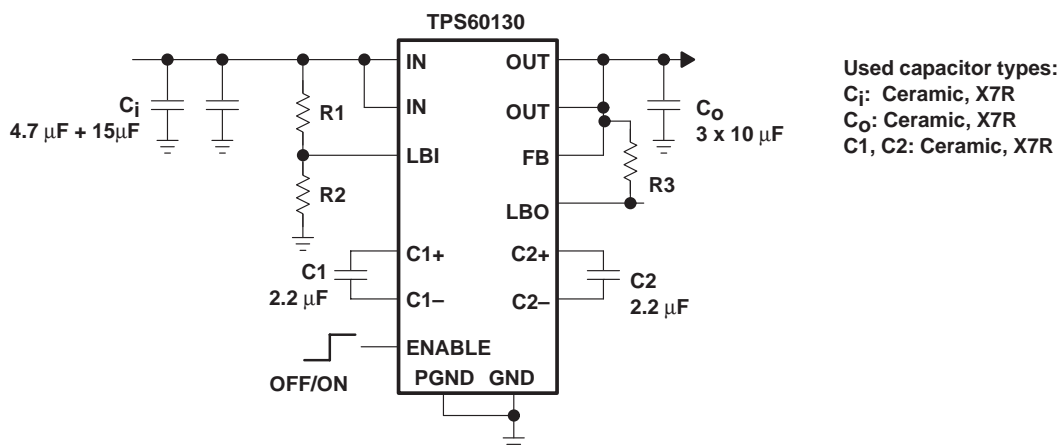 TPS60130
IN
OUT
IN
OUT
LBI
FB
LBO
C1+
C2+
C1–
C2–
ENABLE
PGND GND
Ci
4.7 μF + 15μF
R1
R2
C1
2.2 μF
OFF/ON
Co
3 x 10 μF
R3
C2
2.2 μF
Used capacitor types:
Ci: Ceramic, X7R
Co: Ceramic, X7R
C1, C2: Ceramic, X7R